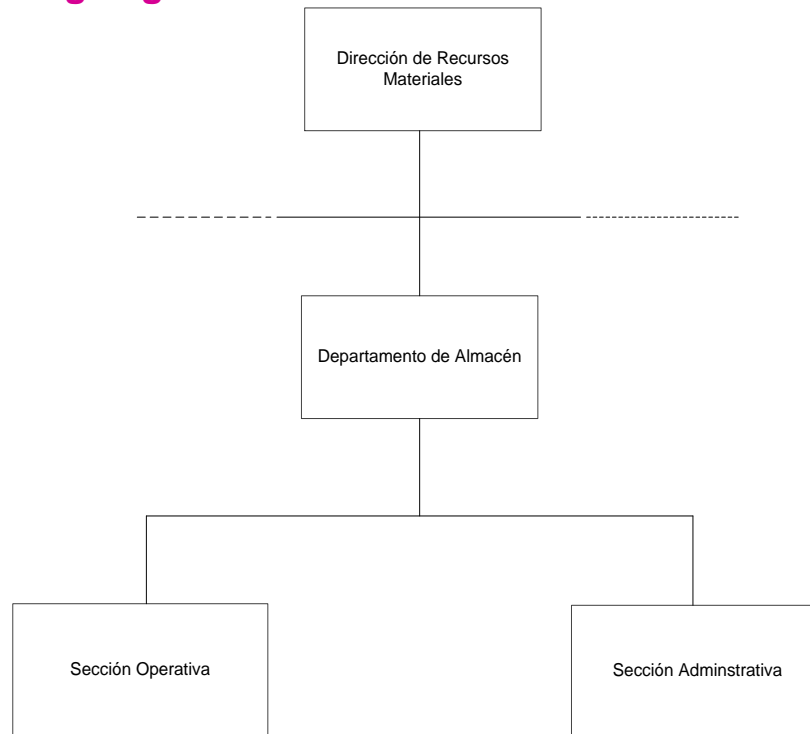 Dirección de Recursos
Materiales
Departamento de Almacén
Sección Operativa
Sección Adminstrativa